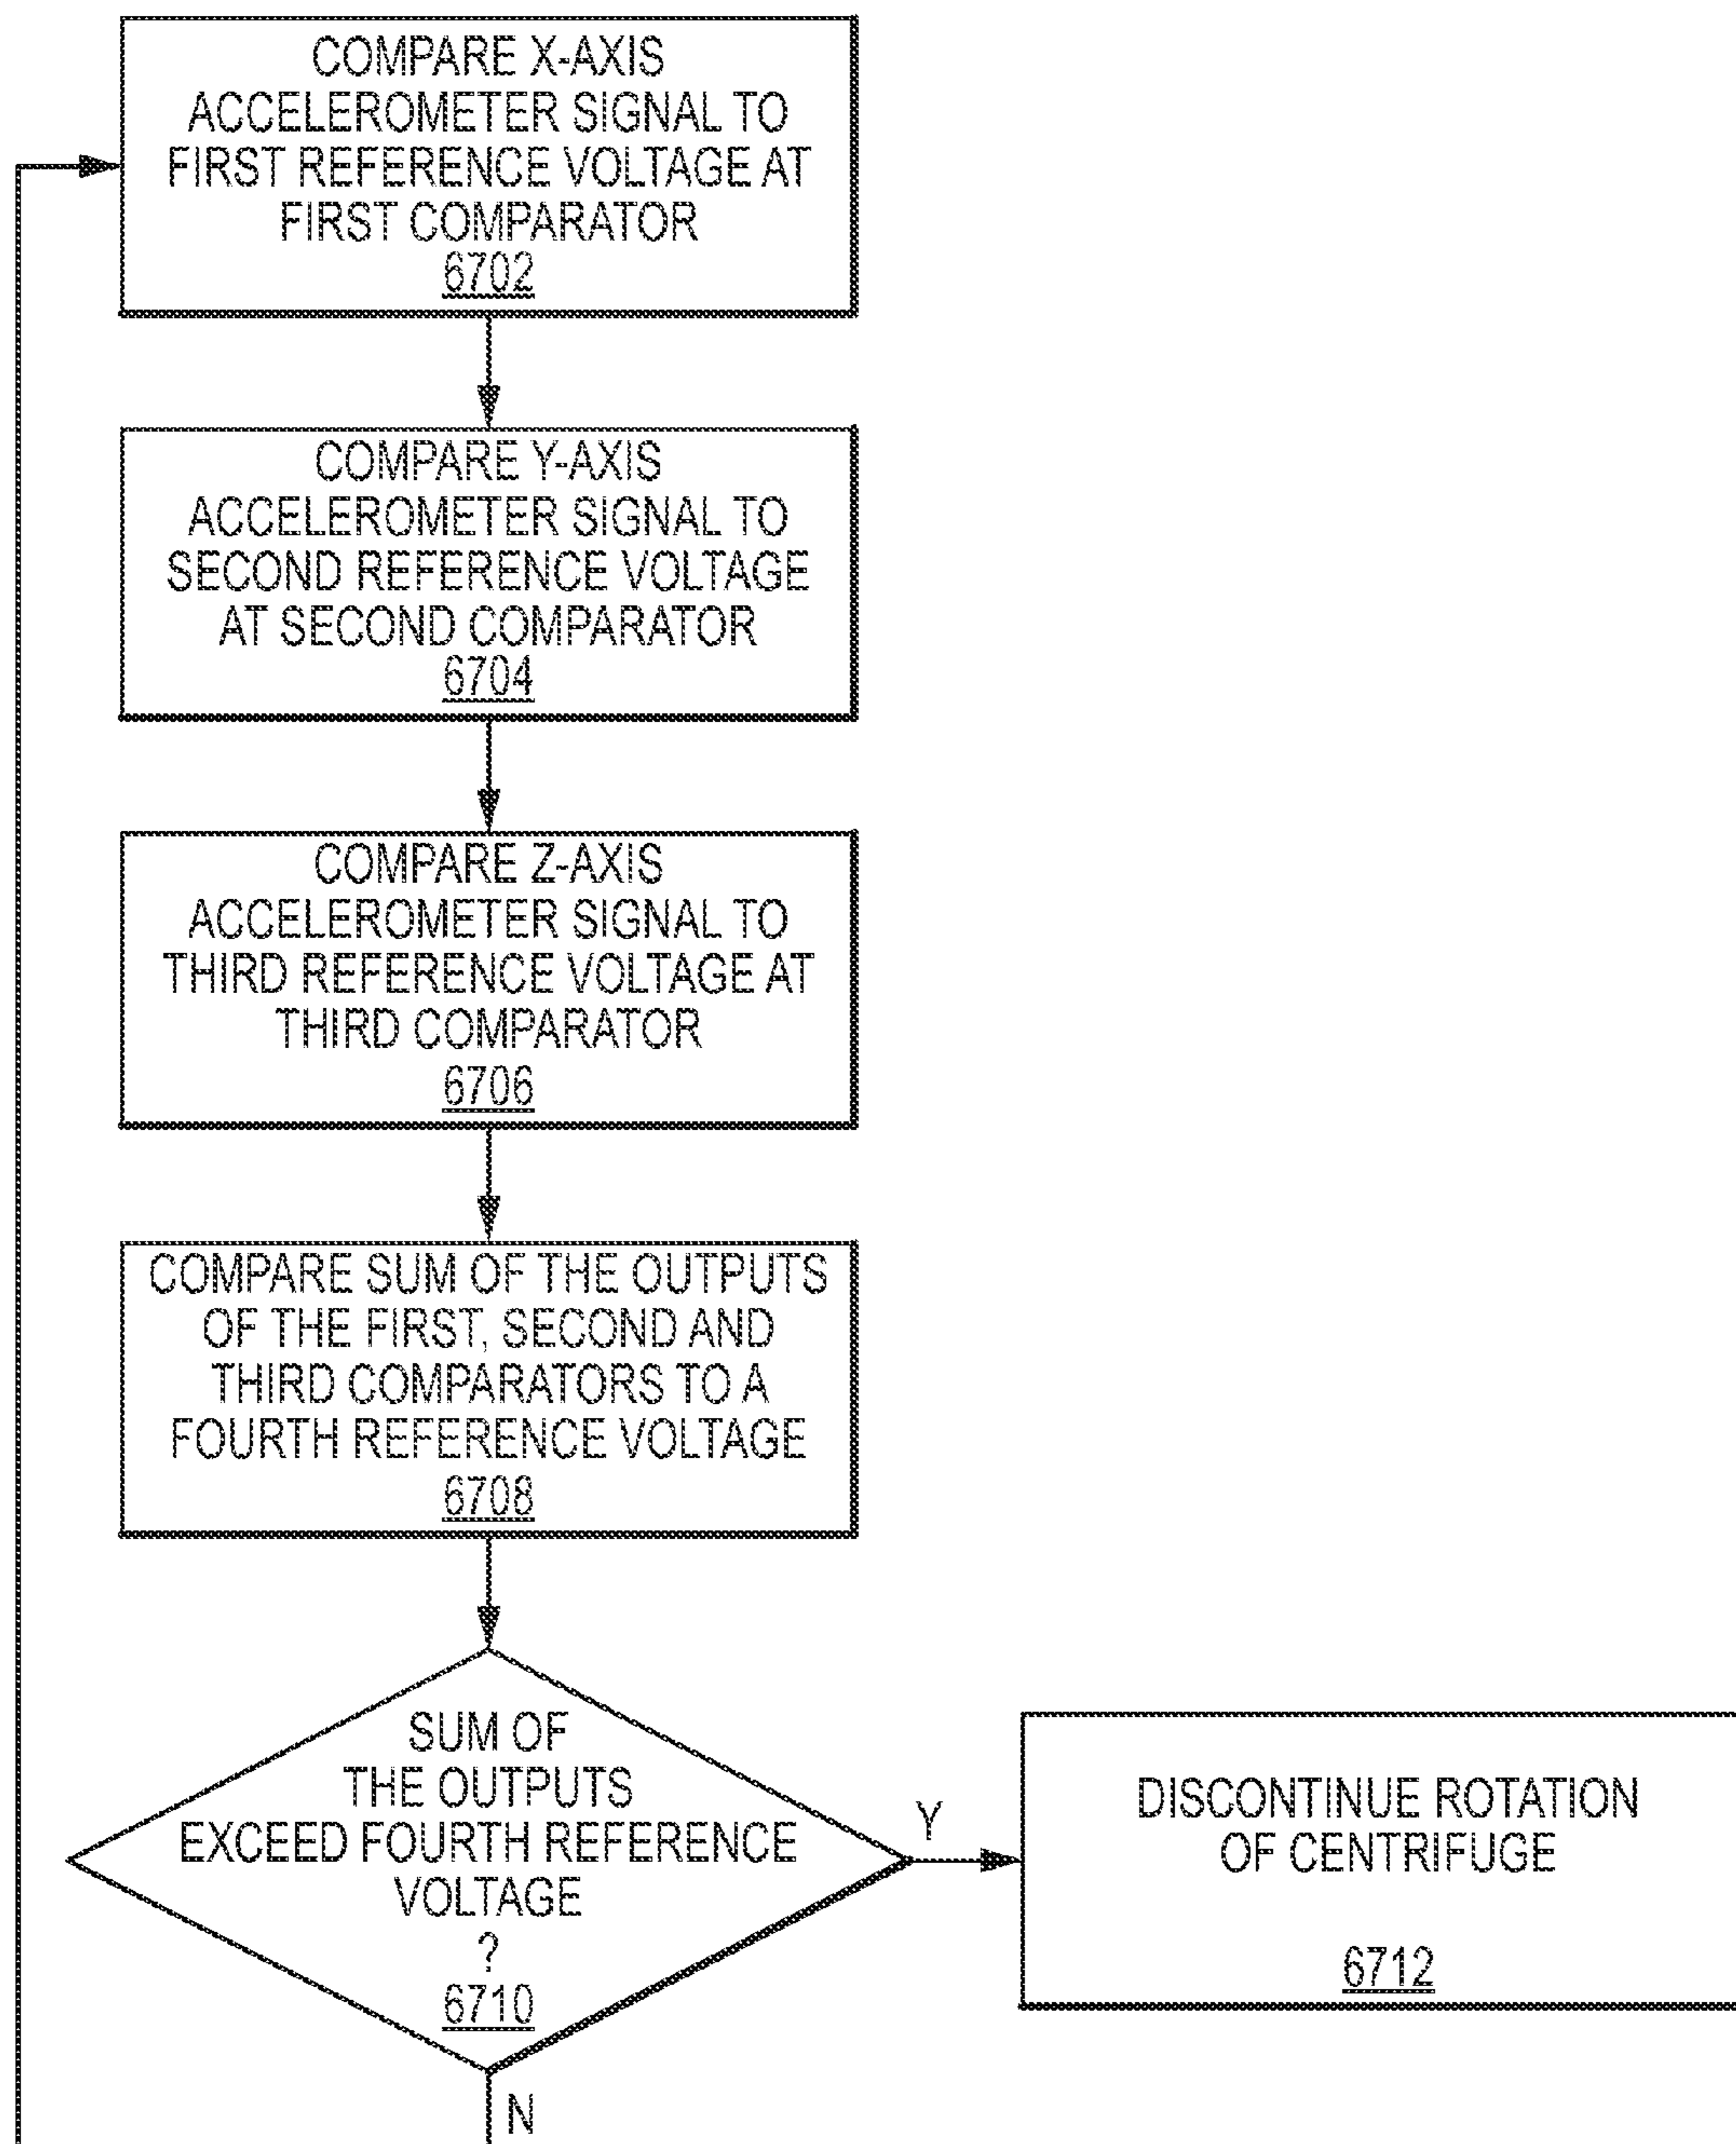 COMPARE X-AXIS
ACCELEROMETER SIGNAL TO
FIRST REFERENCE VOLTAGE AT
FIRST COMPARATOR
6702
COMPARE Y-AXIS
ACCELEROMETER SIGNAL TO
SECOND REFERENCE VOLTAGE
AT SECOND COMPARATOR
6704
COMPARE Z-AXIS
ACCELEROMETER SIGNAL TO
THIRD REFERENCE VOLTAGE AT
THIRD COMPARATOR
6706
COMPARE SUM OF THE OUTPUTS
OF THE FIRST, SECOND AND
THIRD COMPARATORS TO A
FOURTH REFERENCE VOLTAGE
6708
SUM OF
THE OUTPUTS
EXCEED FOURTH REFERENCE
VOLTAGE
?
6710
Y
DISCONTINUE ROTATION
OF CENTRIFUGE
6712
N